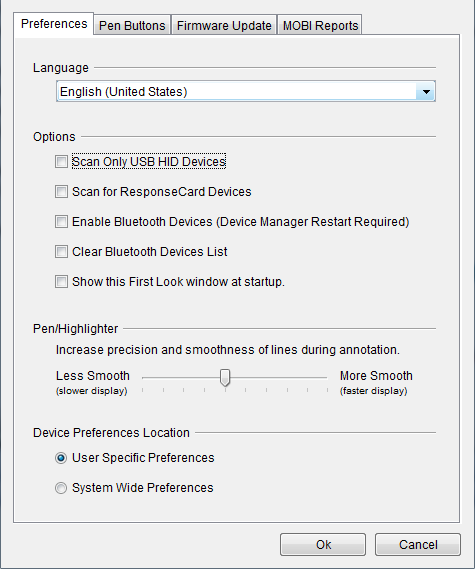 Preferences Pen Buttons Firmware Update MOBI Reports
Language
English (United States)
Options
Scan Only USB HID Devices
Scan for ResponseCard Devices
Enable Bluetooth Devices (Device Manager Restart Required)
Clear Bluetooth Devices List
Show this First Look window at startup.
Pen/Highlighter
Increase precision and smoothness of lines during annotation.
Less Smooth More Smooth
(slower display) (faster display)
Device Preferences Location
User Specific Preferences
System Wide Preferences
Ok Cancel